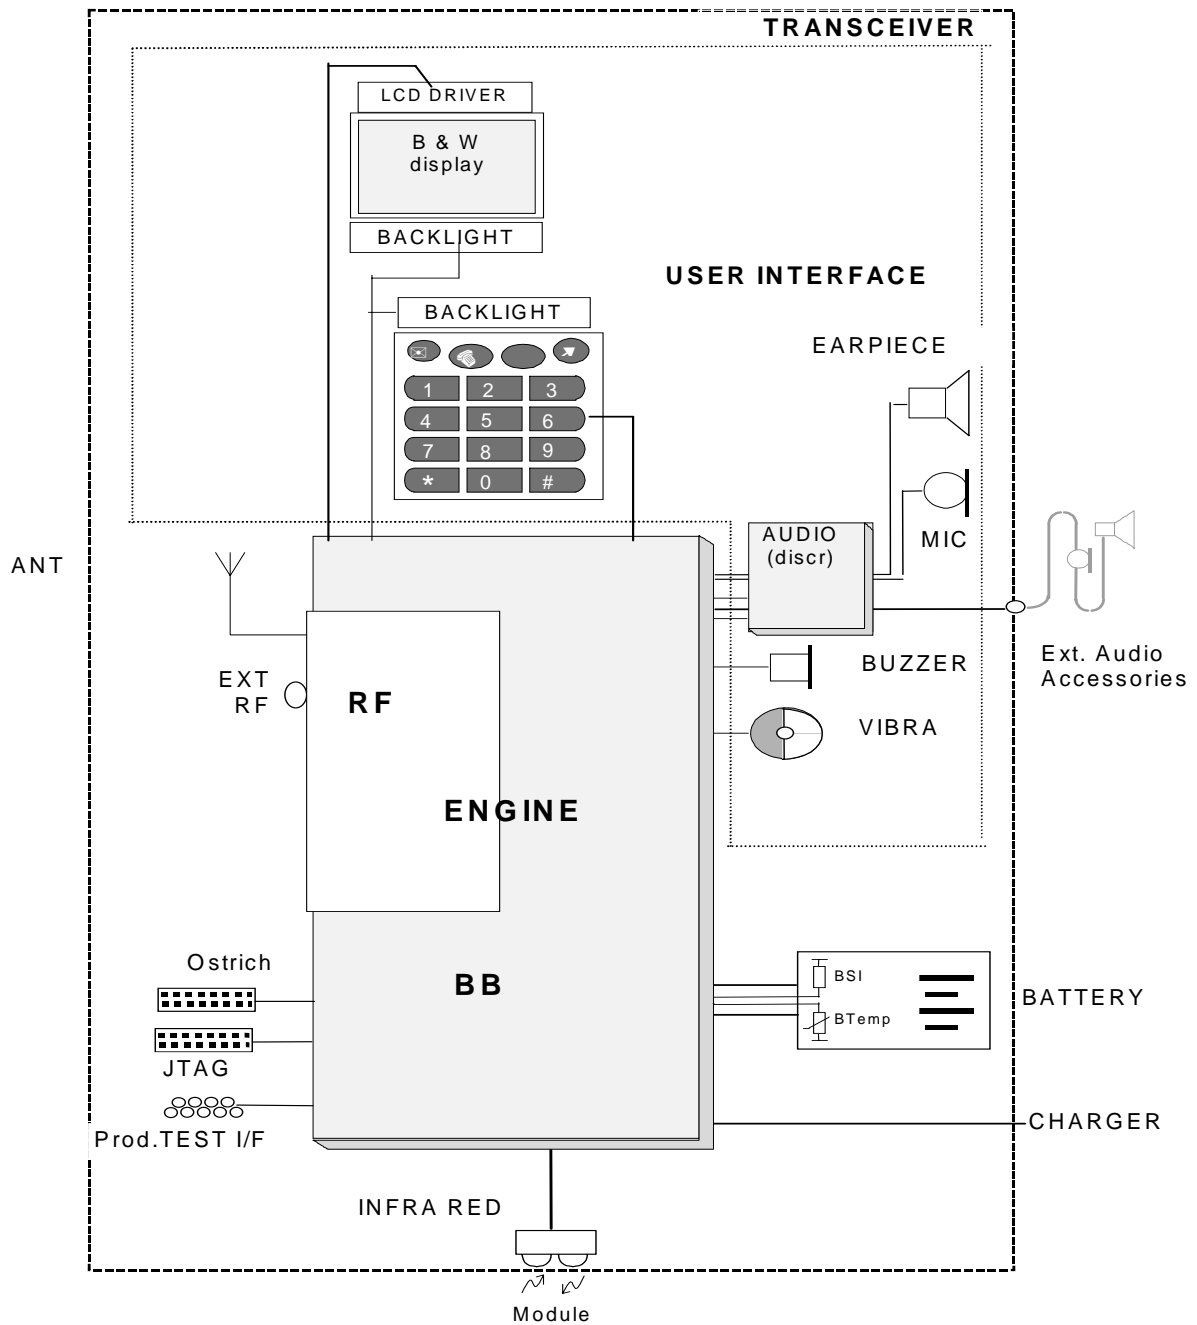 TRANSCEIVER
LCD DRIVER
B & W
display
BACKLIGHT
USER INTERFACE
BACKLIGHT
EARPIECE
1 2 3
4 5 6
7 8 9
* 0 #
AUDIO
(discr)
MIC
ANT
Ext. Audio
Accessories
BUZZER
EXT
RF
RF
VIBRA
ENGINE
Ostrich
BB
BSI
BATTERY
BTemp
JTAG
Prod.TEST I/F
CHARGER
INFRA RED
Module